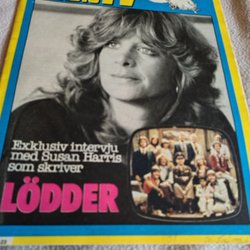 Exklusiv intervju
med Susan Harris
som skriver
LÖDDER